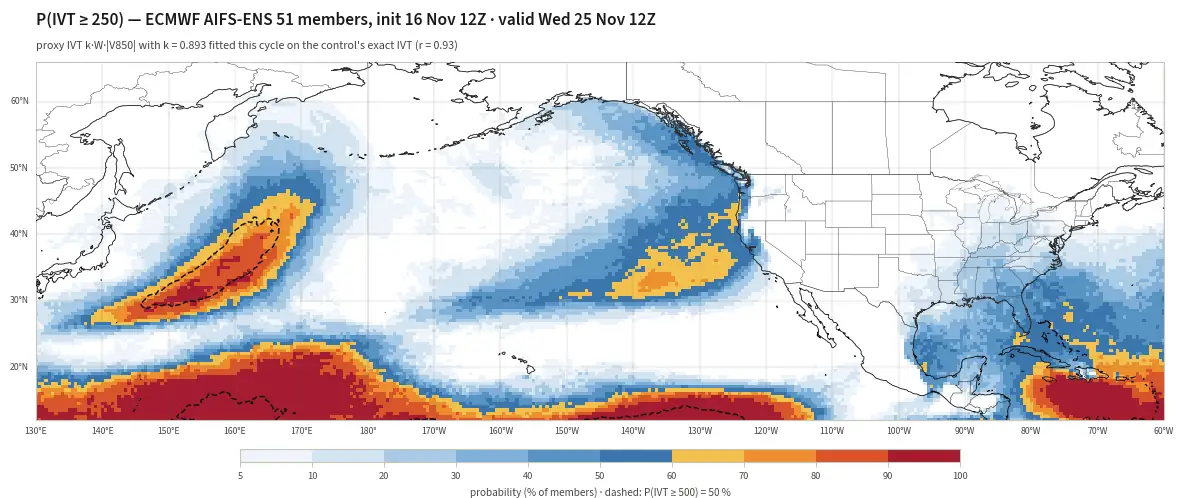 P(IVT ≥ 250) — ECMWF AIFS-ENS 51 members, init 16 Nov 12Z · valid Wed 25 Nov 12Z
proxy IVT k·W·|V850| with k = 0.893 fitted this cycle on the control's exact IVT (r = 0.93)
60°N
50°N
40°N
30°N
20°N
130°E 140°E 150°E 160°E 170°E 180° 170°W 160°W 150°W 140°W 130°W 120°W 110°W 100°W 90°W 80°W 70°W 60°W
5 10 20 30 40 50 60 70 80 90 100
probability (% of members) · dashed: P(IVT ≥ 500) = 50 %